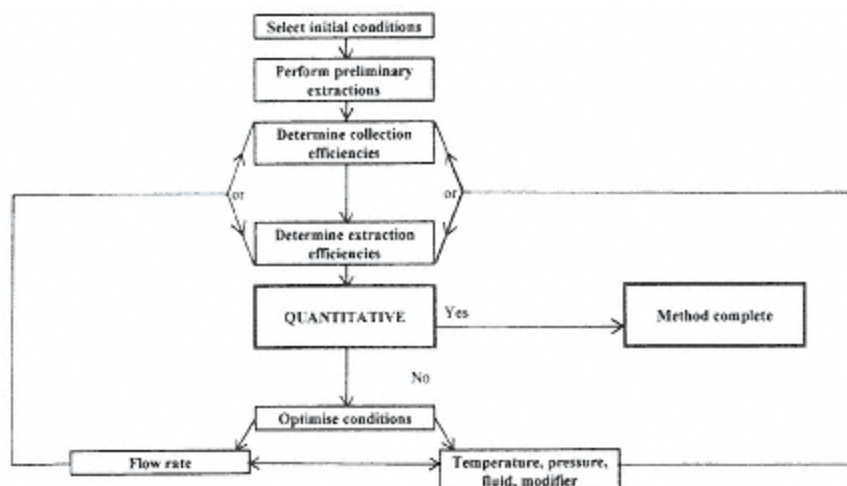 Select initial conditions
Perform preliminary
extractions
Determine collection
efficiencies
or
or
Determine extraction
efficiencies
QUANTITATIVE
Yes
Method complete
No
Optimise conditions
Flow rate
Temperature, pressure,
fluid, modifier